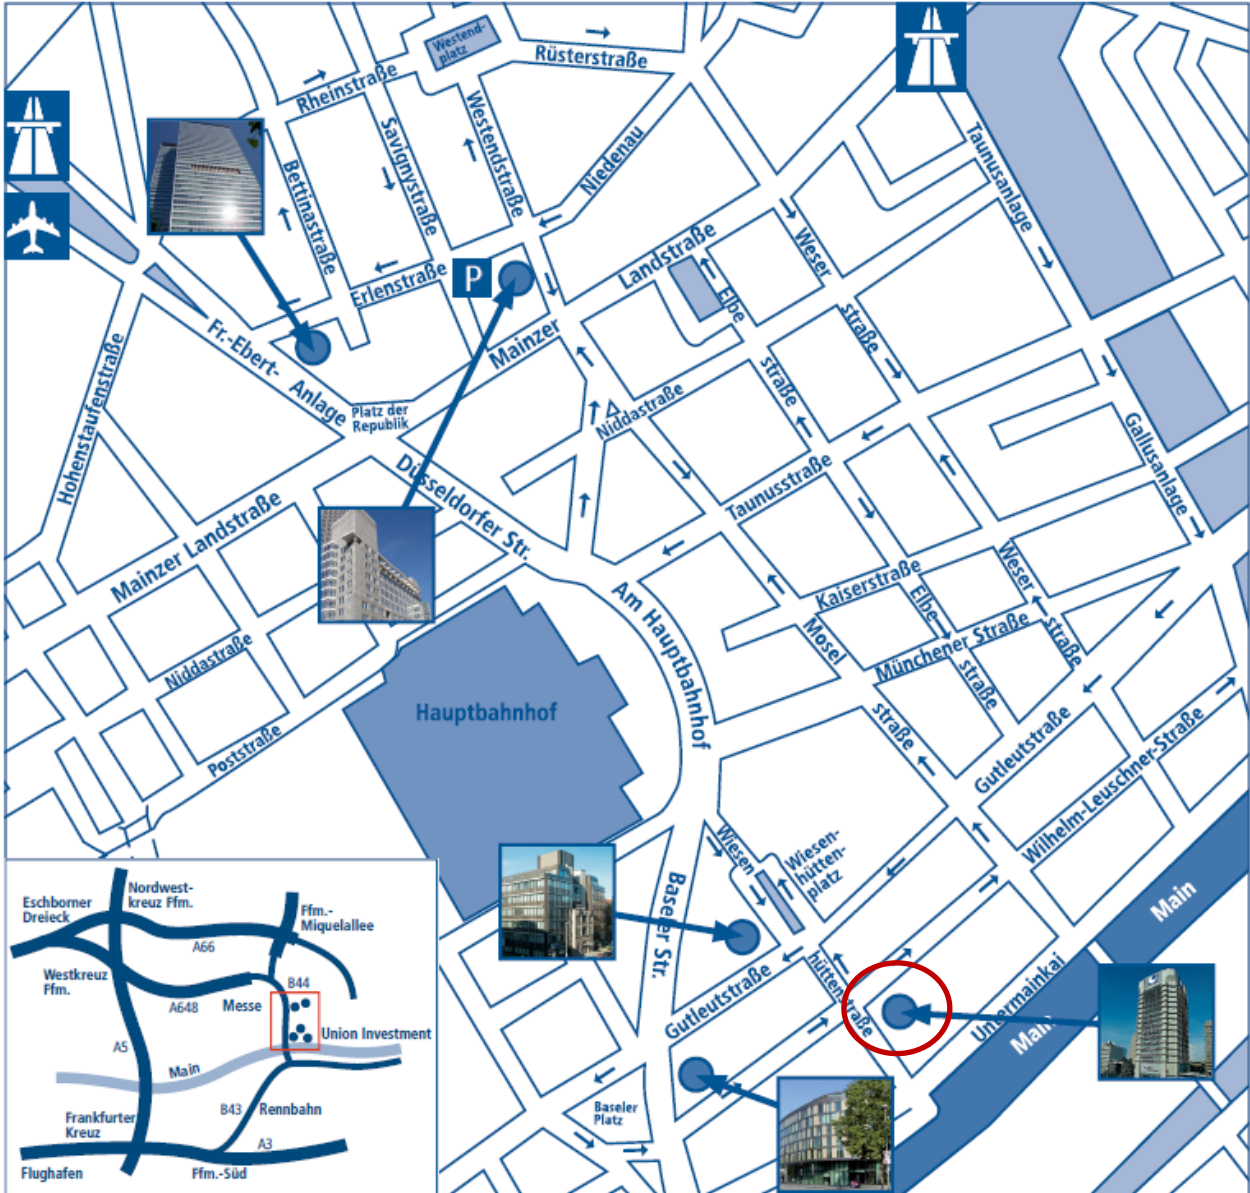 Westend-
platz
Rüsterstraße
Rheinstraße
Savignystraße
Westendstraße
Niedenau
Taunusanlage
Bettinastraße
Weser
straße
Landstraße
Elbe
straße
P
Erlenstraße
Mainzer
Fr.-Ebert- Anlage
Platz der
Republik
Hohenstaufenstraße
Niddastraße
Gallusanlage
Düsseldorfer Str.
Taunusstraße
Mainzer Landstraße
Am Hauptbahnhof
Kaiserstraße
Weser
straße
Elbe
straße
Mosel
straße
Münchener Straße
Niddastraße
Poststraße
Hauptbahnhof
Gutleutstraße
Wilhelm-Leuschner-Straße
Wiesen
hüttenstraße
Wiesen-
hütten-
platz
Baseler Str.
Main
Gutleutstraße
Untermainkai
Main
Baseler
Platz
Eschborner
Dreieck
Nordwest-
kreuz Ffm.
Ffm.-
Miquelallee
A66
Westkreuz
Ffm.
B44
A648
Messe
Union Investment
A5
Main
Frankfurter
Kreuz
B43
Rennbahn
A3
Flughafen
Ffm.-Süd